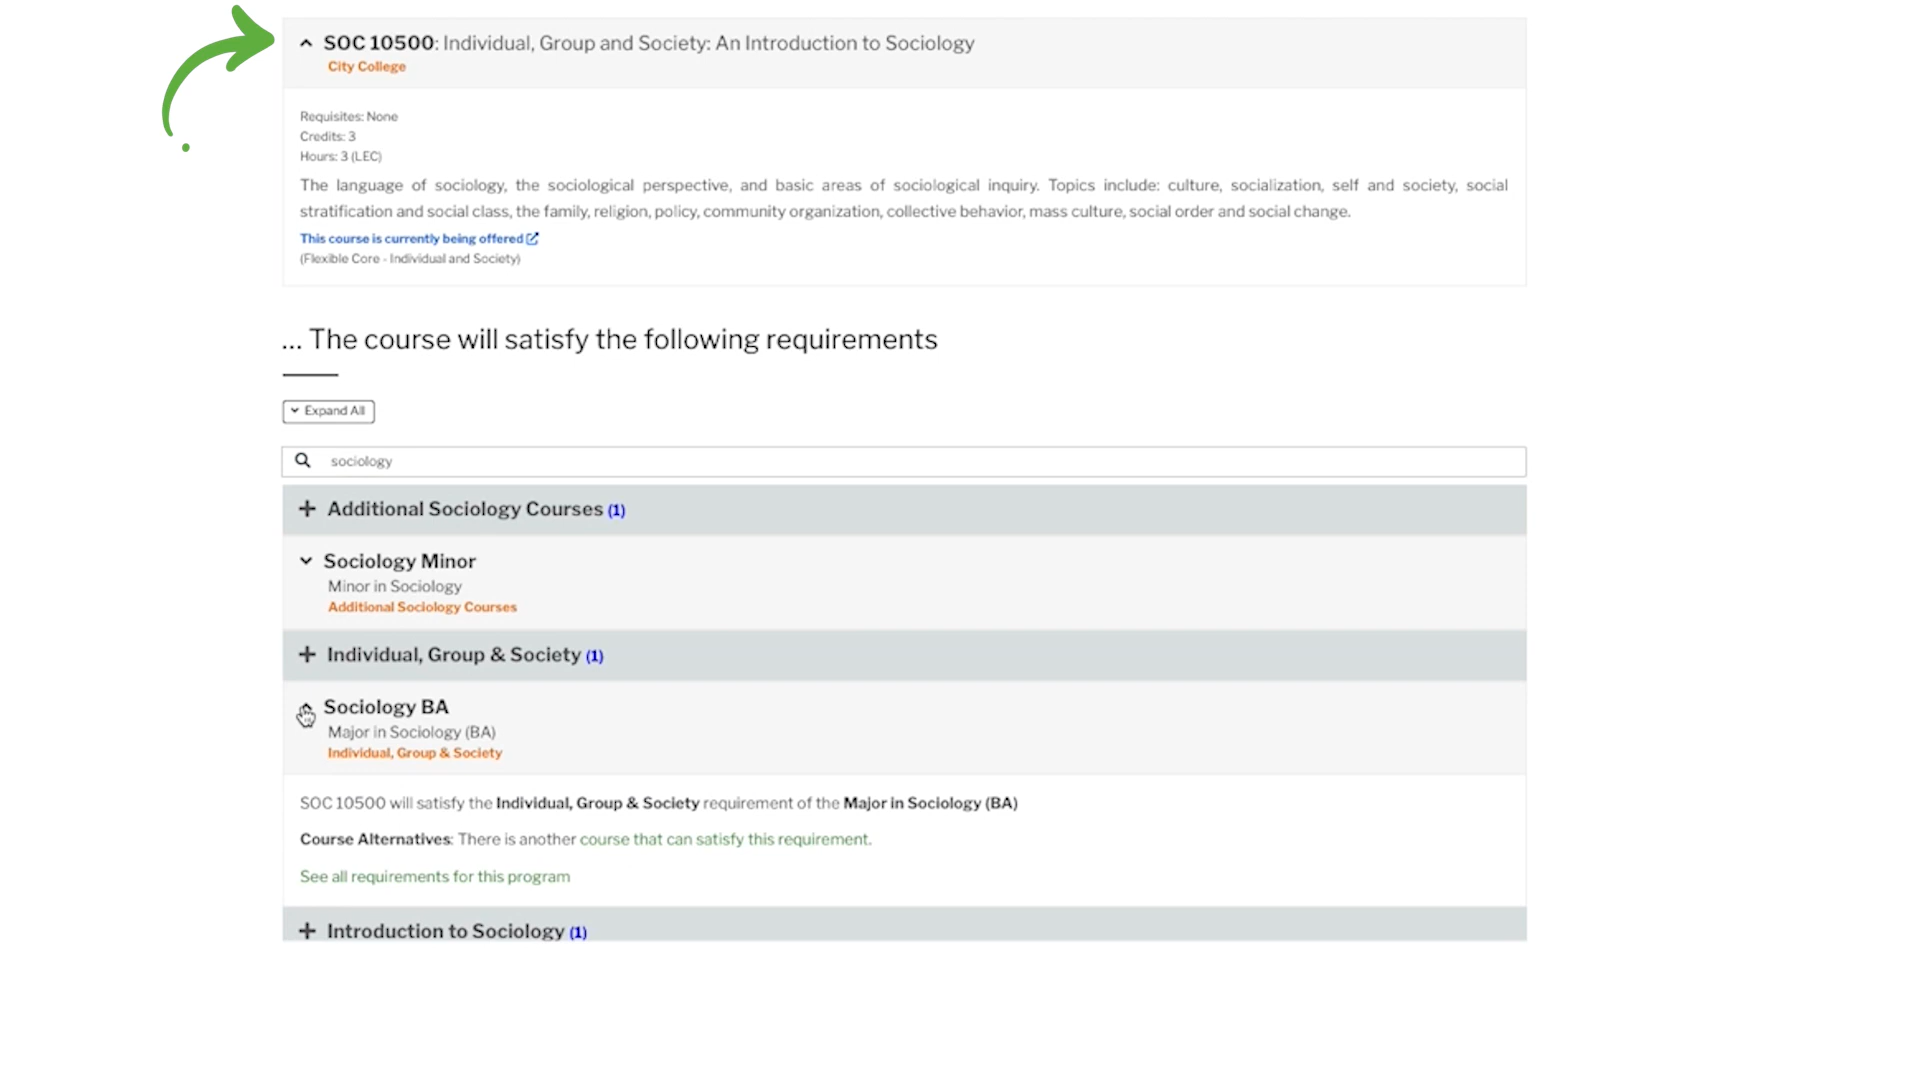 SOC 10500: Individual, Group and Society: An Introduction to Sociology
City College
Requisites: None
Credits: 3
Hours: 3 (LEC)
The language of sociology, the sociological perspective, and basic areas of sociological inquiry. Topics include: culture, socialization, self and society, social
stratification and social class, the family, religion, policy, community organization, collective behavior, mass culture, social order and social change.
This course is currently being offered
(Flexible Core - Individual and Society)
... The course will satisfy the following requirements
Expand All
sociology
Additional Sociology Courses (1)
Sociology Minor
Minor in Sociology
Additional Sociology Courses
Individual, Group & Society (1)
Sociology BA
Major in Sociology (BA)
Individual, Group & Society
SOC 10500 will satisfy the Individual, Group & Society requirement of the Major in Sociology (BA)
Course Alternatives: There is another course that can satisfy this requirement.
See all requirements for this program
Introduction to Sociology (1)